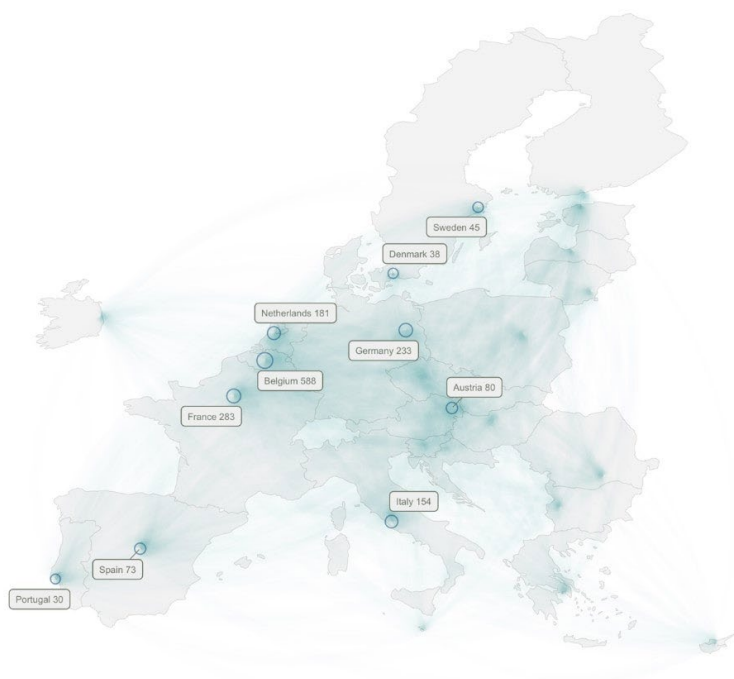 Sweden 45
Denmark 38
Netherlands 181
Germany 233
Belgium 588
Austria 80
France 283
Italy 154
Spain 73
Portugal 30